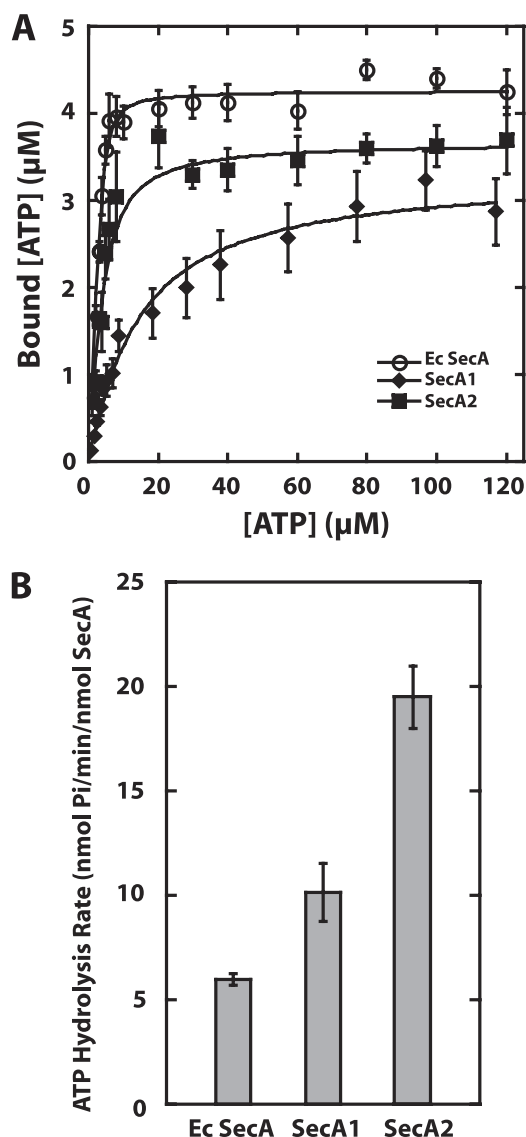 A
5
4
3
2
1
0
Bound [ATP] (µM)
Ec SecA
SecA1
SecA2
0 20 40 60 80 100 120
[ATP] (µM)
B
25
20
15
10
5
0
ATP Hydrolysis Rate (nmol Pi/min/nmol SecA)
Ec SecA SecA1 SecA2